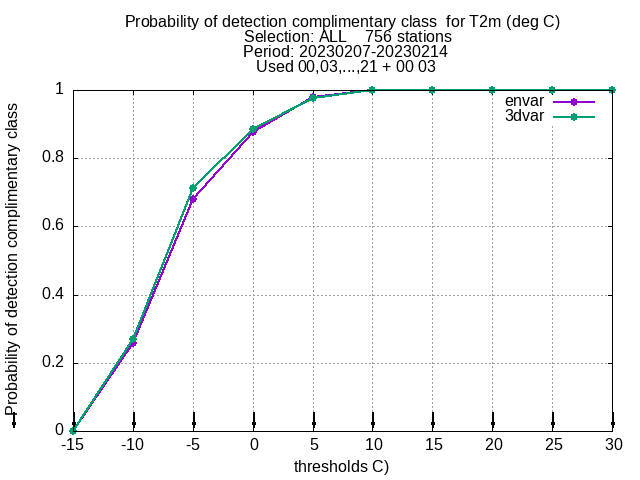 Probability of detection complimentary class  for T2m (deg C)
Selection: ALL    756 stations
Period: 20230207-20230214
Used 00,03,...,21 + 00 03
Probability of detection complimentary class
envar
3dvar
1
0.8
0.6
0.4
0.2
0
-15 -10 -5 0 5 10 15 20 25 30
thresholds C)